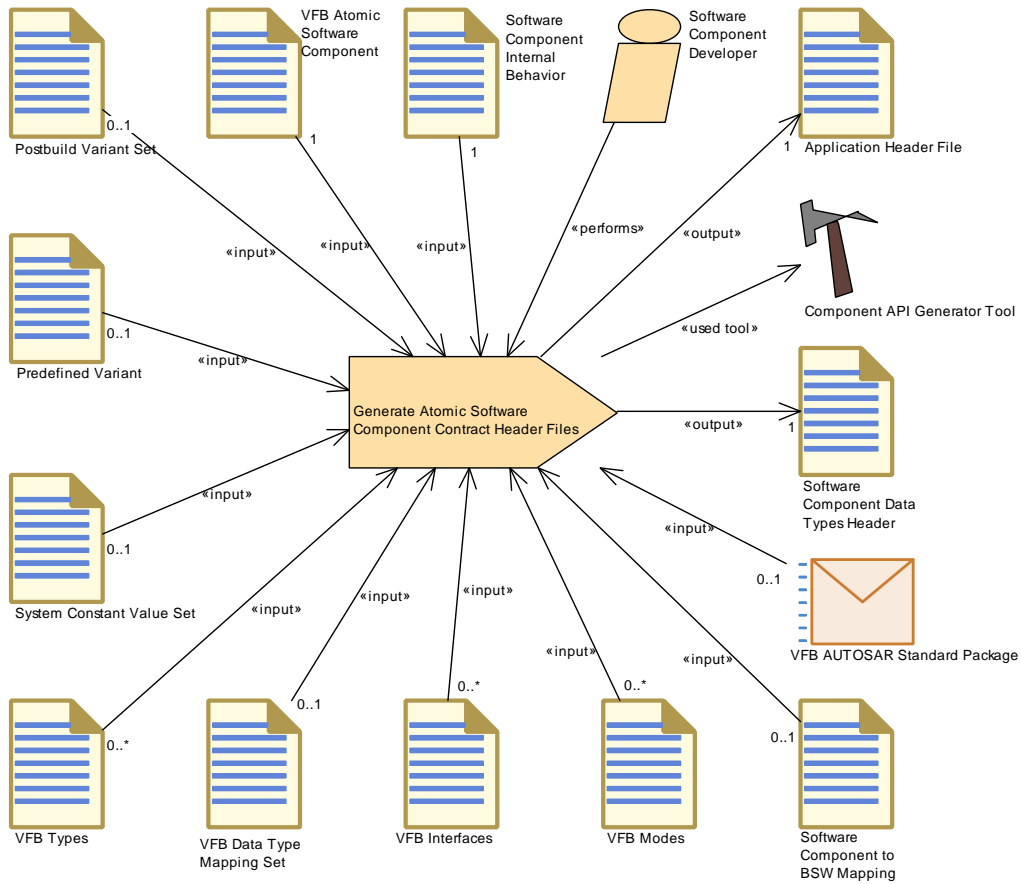 VFB Atomic
Software
Component
Software
Component
Internal
Behavior
Software
Component
Developer
0..1
Postbuild Variant Set
1
1
1
Application Header File
«input»
«input»
«input»
«performs»
«output»
Component API Generator Tool
«used tool»
0..1
«input»
Predefined Variant
Generate Atomic Software
Component Contract Header Files
«output»
1
Software
Component Data
Types Header
«input»
«input»
0..1
System Constant Value Set
0..1
VFB AUTOSAR Standard Package
«input»
«input»
«input»
«input»
«input»
0..*
0..1
0..*
0..*
0..1
VFB Types
VFB Data Type
Mapping Set
VFB Interfaces
VFB Modes
Software
Component to
BSW Mapping